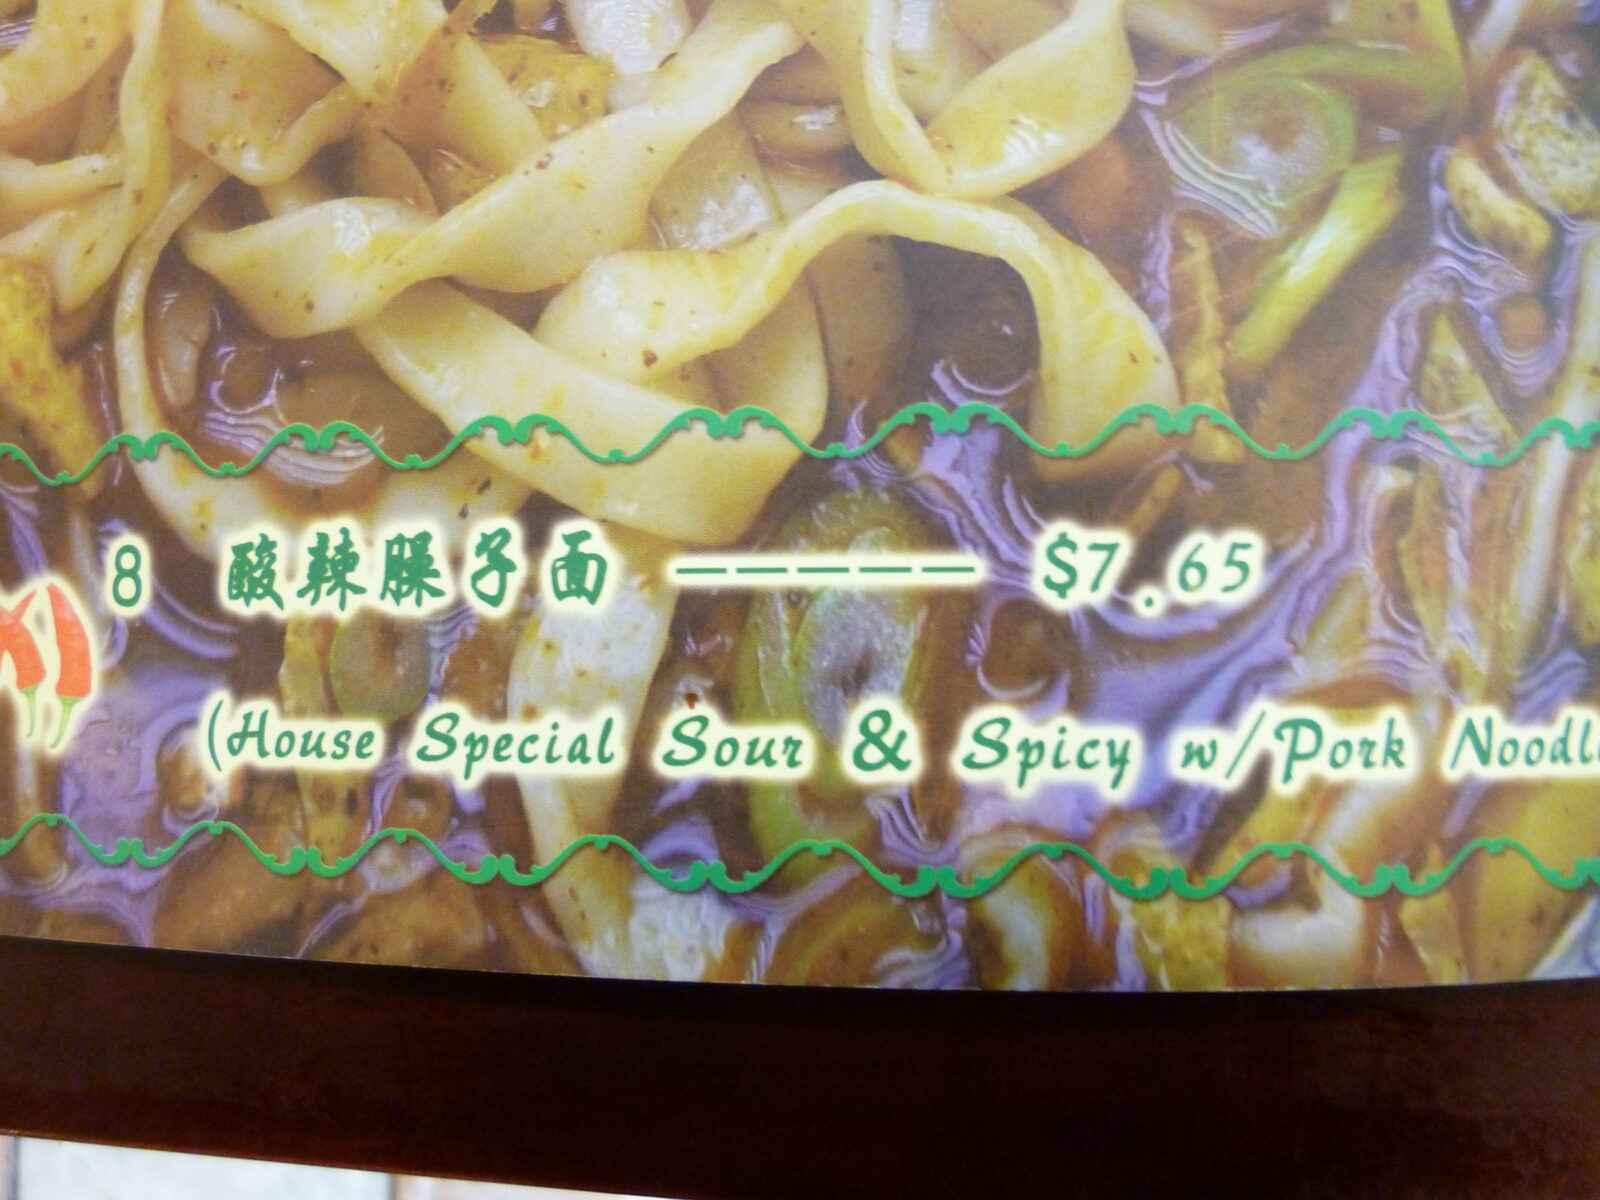 8 酸辣臊子面 —————— $7.65
(House Special Sour & Spicy w/Pork